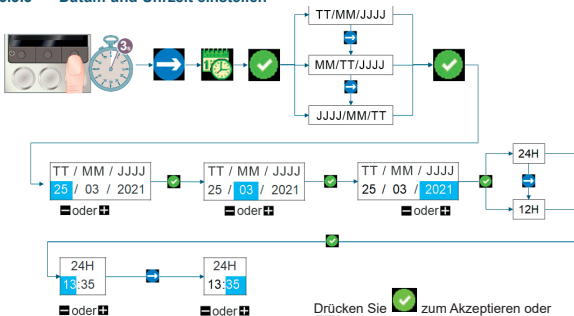 Datum und Uhrzeit einstellen
TT/MM/JJJJ
3s
MM/TT/JJJJ
JJJJ/MM/TT
TT / MM / JJJJ
25 / 03 / 2021
oder
TT / MM / JJJJ
25 / 03 / 2021
oder
TT / MM / JJJJ
25 / 03 / 2021
oder
24H
12H
24H
13:35
oder
24H
13:35
oder
Drücken Sie zum Akzeptieren oder